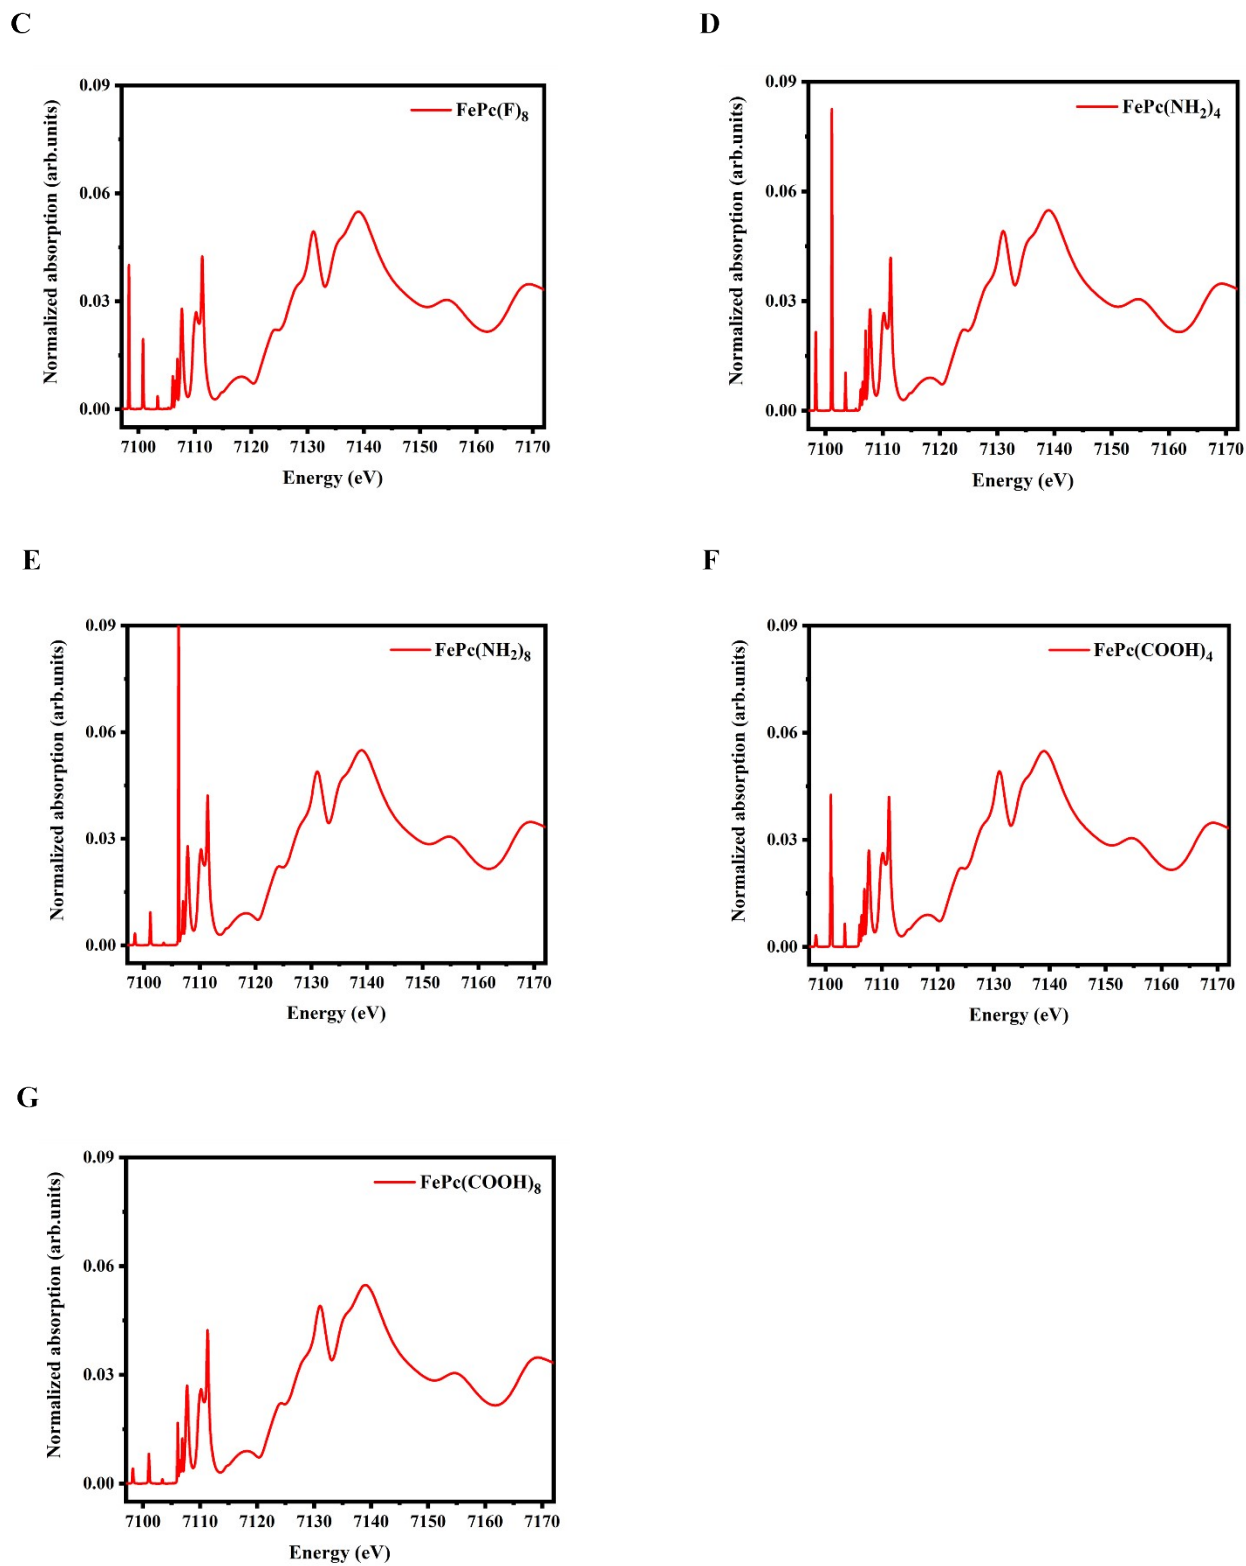 C
D
Normalized absorption (arb.units)
0.09
0.06
0.03
0.00
FePc(F)8
7100 7110 7120 7130 7140 7150 7160 7170
Energy (eV)
Normalized absorption (arb.units)
0.09
0.06
0.03
0.00
FePc(NH2)4
7100 7110 7120 7130 7140 7150 7160 7170
Energy (eV)
E
F
Normalized absorption (arb.units)
0.09
0.06
0.03
0.00
FePc(NH2)8
7100 7110 7120 7130 7140 7150 7160 7170
Energy (eV)
Normalized absorption (arb.units)
0.09
0.06
0.03
0.00
FePc(COOH)4
7100 7110 7120 7130 7140 7150 7160 7170
Energy (eV)
G
Normalized absorption (arb.units)
0.09
0.06
0.03
0.00
FePc(COOH)8
7100 7110 7120 7130 7140 7150 7160 7170
Energy (eV)